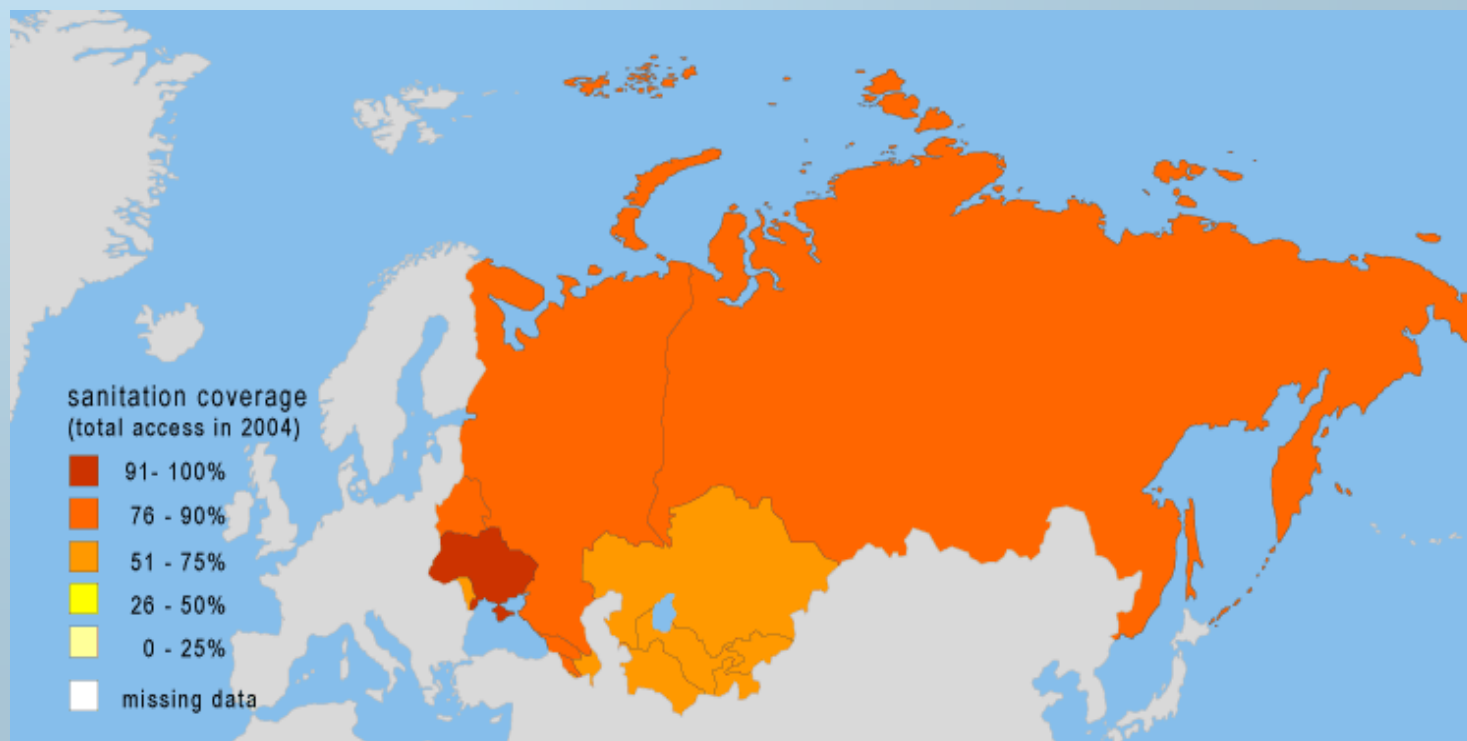 sanitation coverage
(total access in 2004)
91- 100%
76 - 90%
51 - 75%
26 - 50%
0 - 25%
missing data